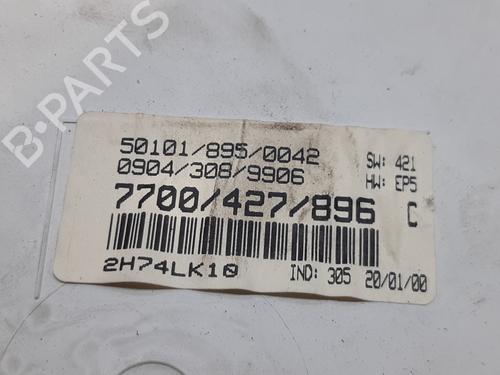 B-PARTS
50101/895/0042 SW: 421
0904/308/9906 HW: EP5
7700/427/896 C
2H74LK10 IND: 305 20/01/00